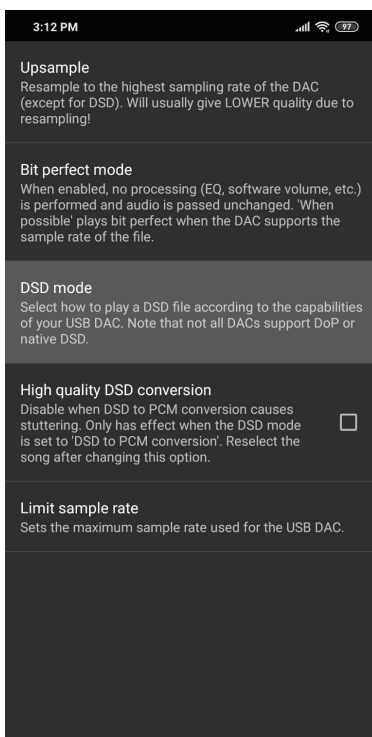 3:12 PM
97
Upsample
Resample to the highest sampling rate of the DAC
(except for DSD). Will usually give LOWER quality due to
resampling!
Bit perfect mode
When enabled, no processing (EQ, software volume, etc.)
is performed and audio is passed unchanged. 'When
possible' plays bit perfect when the DAC supports the
sample rate of the file.
DSD mode
Select how to play a DSD file according to the capabilities
of your USB DAC. Note that not all DACs support DoP or
native DSD.
High quality DSD conversion
Disable when DSD to PCM conversion causes
stuttering. Only has effect when the DSD mode
is set to 'DSD to PCM conversion'. Reselect the
song after changing this option.
Limit sample rate
Sets the maximum sample rate used for the USB DAC.